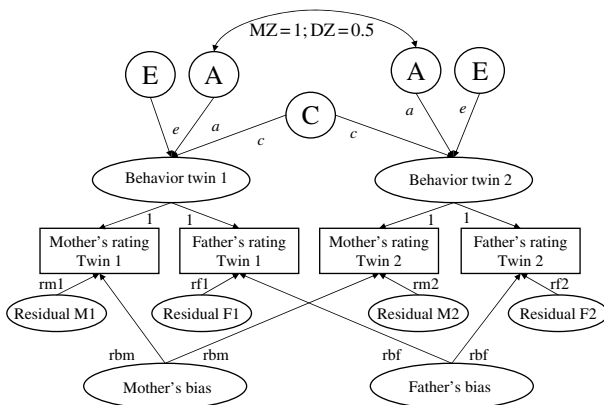 MZ = 1; DZ = 0.5
E
A
A
E
C
e
a
c
c
a
e
Behavior twin 1
Behavior twin 2
1
1
1
1
Mother's rating
Twin 1
Father's rating
Twin 1
Mother's rating
Twin 2
Father's rating
Twin 2
rm1
rf1
rm2
rf2
Residual M1
Residual F1
Residual M2
Residual F2
rbm
rbm
rbf
rbf
Mother's bias
Father's bias